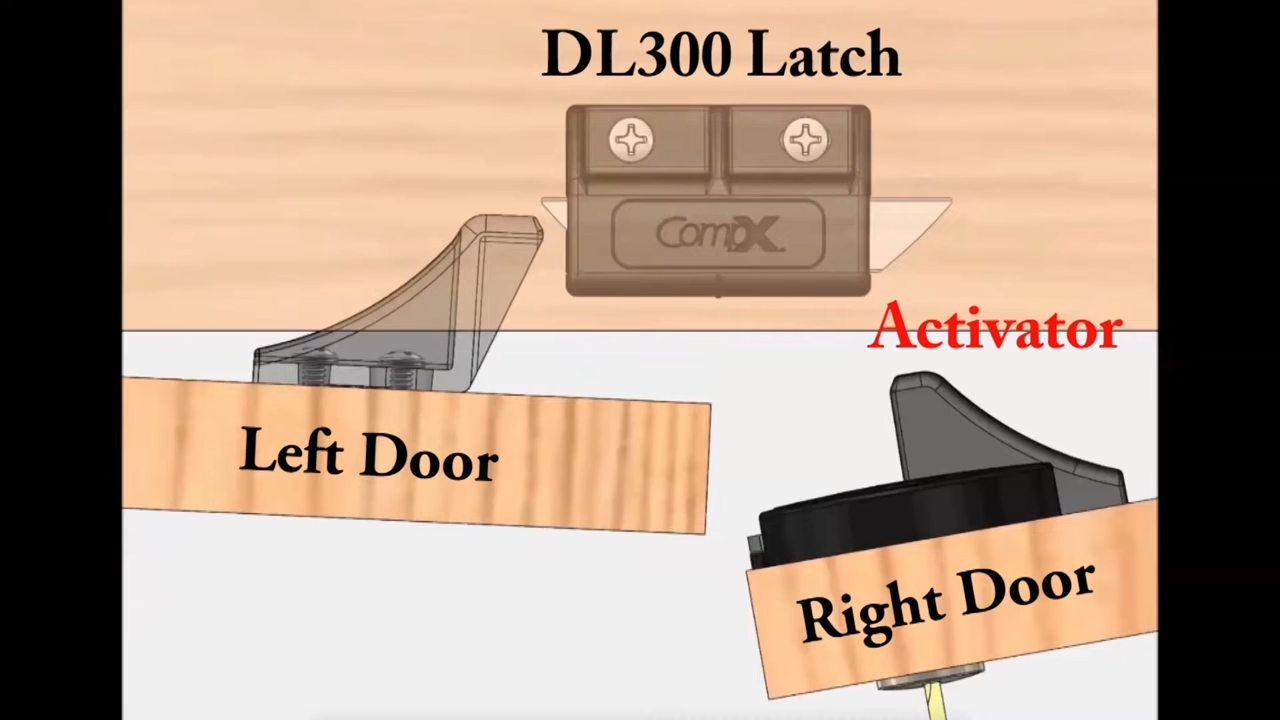 DL300 Latch
CompX
Activator
Left Door
Right Door